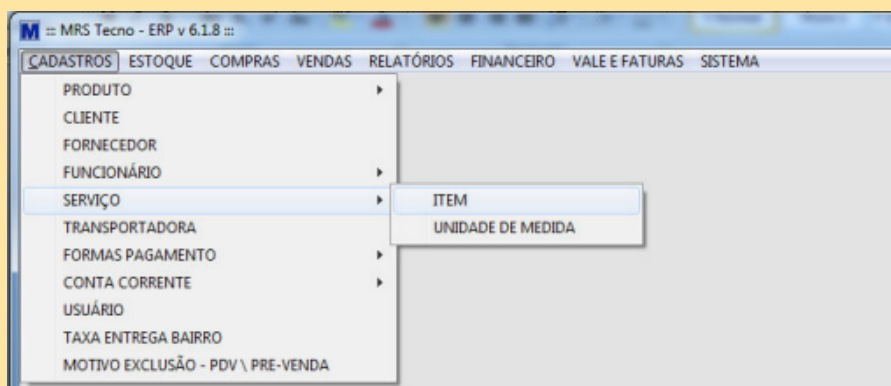 M ::: MRS Tecno - ERP v 6.1.8 :::
CADASTROS ESTOQUE COMPRAS VENDAS RELATÓRIOS FINANCEIRO VALE E FATURAS SISTEMA
PRODUTO
CLIENTE
FORNECEDOR
FUNCIONÁRIO
SERVIÇO
ITEM
TRANSPORTADORA
UNIDADE DE MEDIDA
FORMAS PAGAMENTO
CONTA CORRENTE
USUÁRIO
TAXA ENTREGA BAIRRO
MOTIVO EXCLUSÃO - PDV \ PRE-VENDA